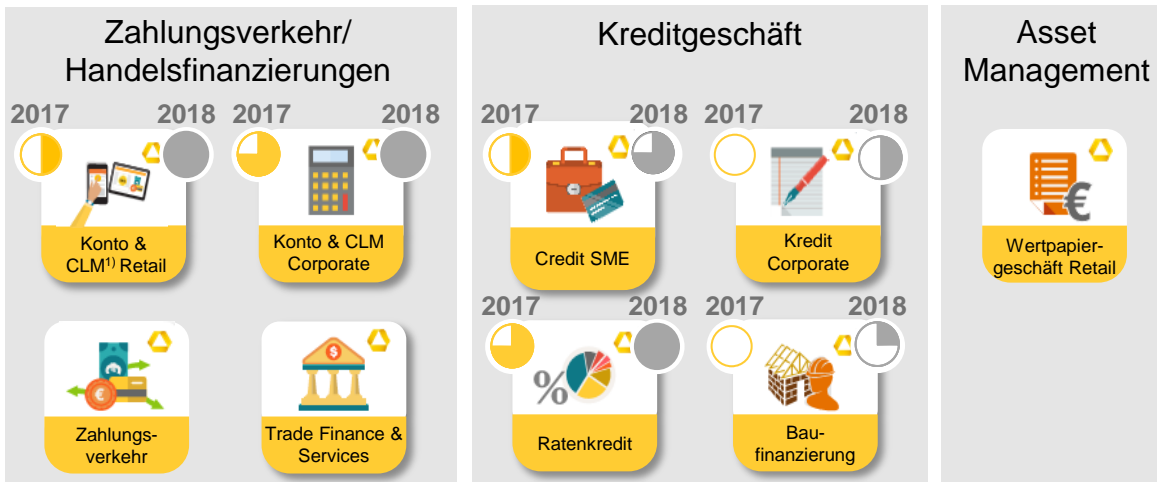 Zahlungsverkehr/
Handelsfinanzierungen
2017 2018 2017 2018
Konto &
CLM1) Retail
Konto & CLM
Corporate
Zahlungs-
verkehr
Trade Finance &
Services
Kreditgeschäft
2017 2018 2017 2018
Credit SME
Kredit
Corporate
2017 2018 2017 2018
%
Ratenkredit
Bau-
finanzierung
Asset
Management
€
Wertpapier-
geschäft Retail